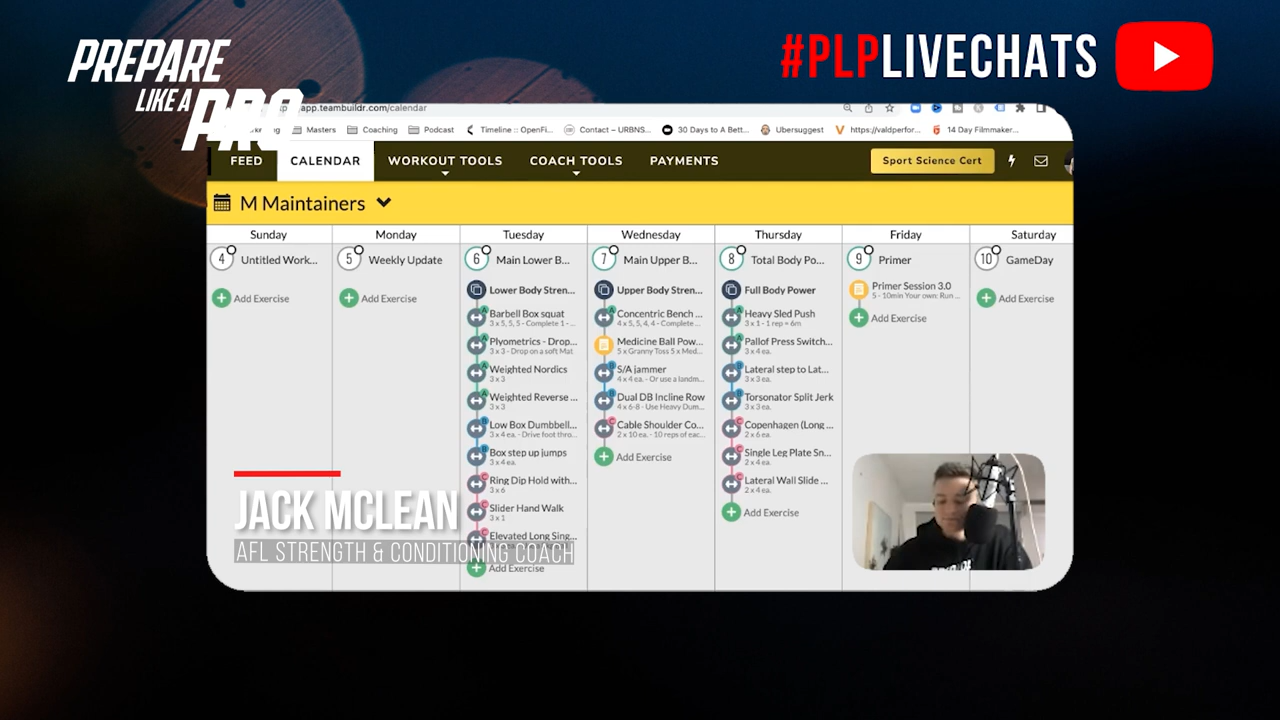 PREPARE
LIKE A
PRO
#PLPLIVECHATS
app.teambuildr.com/calendar
Masters
Coaching
Podcast
Timeline :: OpenFi...
Contact – URBNS...
30 Days to A Bett...
Ubersuggest
https://valdperfor...
14 Day Filmmaker...
FEED
CALENDAR
WORKOUT TOOLS
COACH TOOLS
PAYMENTS
Sport Science Cert
M Maintainers
Sunday
Monday
Tuesday
Wednesday
Thursday
Friday
Saturday
4 Untitled Work...
Add Exercise
5 Weekly Update
Add Exercise
6 Main Lower B...
Lower Body Stren...
A Barbell Box squat
3 x 5, 5, 5 - Complete 1 - ...
A Plyometrics - Drop...
3 x 3 - Drop on a soft Mat
A Weighted Nordics
3 x 3
A Weighted Reverse ...
3 x 3
B Low Box Dumbbell...
3 x 4 ea. - Drive foot thro...
B Box step up jumps
3 x 4 ea.
C Ring Dip Hold with...
3 x 6
C Slider Hand Walk
3 x 1
C Elevated Long Sing...
Add Exercise
7 Main Upper B...
Upper Body Stren...
A Concentric Bench ...
4 x 5, 5, 4, 4 - Complete ...
Medicine Ball Pow...
5 x Granny Toss 5 x Med...
B S/A jammer
4 x 4 ea. - Or use a landm...
B Dual DB Incline Row
4 x 6-8 - Use Heavy Dum...
C Cable Shoulder Co...
2 x 10 ea. - 10 reps of eac...
Add Exercise
8 Total Body Po...
Full Body Power
A Heavy Sled Push
3 x 1 - 1 rep = 6m
A Pallof Press Switch...
3 x 4 ea.
B Lateral step to Lat...
3 x 3 ea.
B Torsonator Split Jerk
3 x 3 ea.
C Copenhagen (Long ...
2 x 6 ea.
C Single Leg Plate Sn...
2 x 4 ea.
C Lateral Wall Slide ...
2 x 4 ea.
Add Exercise
9 Primer
Primer Session 3.0
5 - 10min Your own: Run ...
Add Exercise
10 GameDay
Add Exercise
JACK MCLEAN
AFL STRENGTH & CONDITIONING COACH